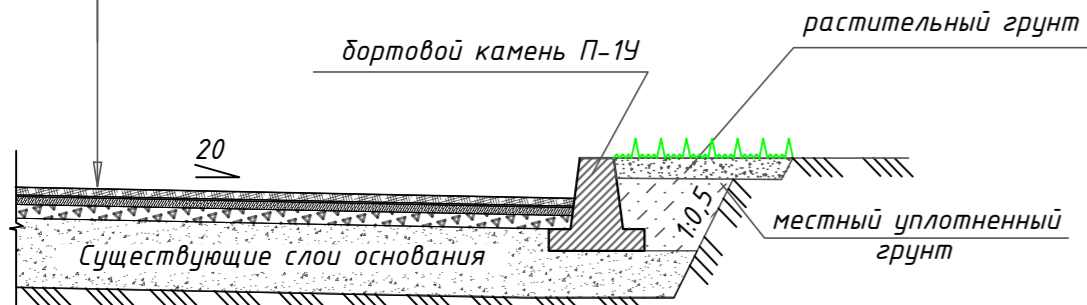 растительный грунт
бортовой камень П-1У
20
1:0,5
местный уплотненный
грунт
Существующие слои основания